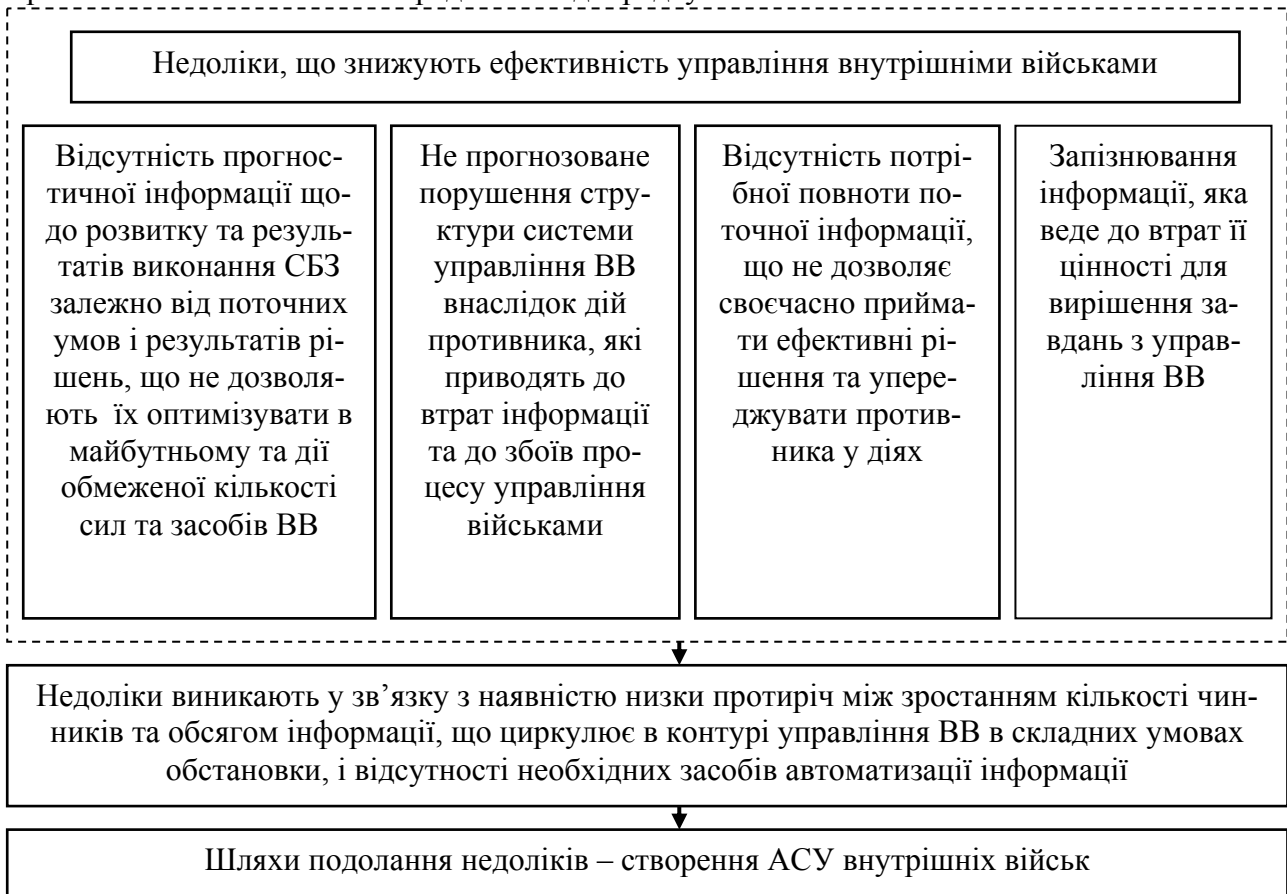 Недоліки, що знижують ефективність управління внутрішніми військами
Відсутність прогнос-
тичної інформації що-
до розвитку та резуль-
татів виконання СБЗ
залежно від поточних
умов і результатів рі-
шень, що не дозволя-
ють їх оптимізувати в
майбутньому та дії
обмеженої кількості
сил та засобів ВВ
Не прогнозоване
порушення стру-
ктури системи
управління ВВ
внаслідок дій
противника, які
приводять до
втрат інформації
та до збоїв про-
цесу управління
військами
Відсутність потрі-
бної повноти по-
точної інформації,
що не дозволяє
своєчасно прийма-
ти ефективні рі-
шення та упере-
джувати против-
ника у діях
Запізнювання
інформації, яка
веде до втрат її
цінності для
вирішення за-
вдань з управ-
ління ВВ
Недоліки виникають у зв’язку з наявністю низки протиріч між зростанням кількості чин-
ників та обсягом інформації, що циркулює в контурі управління ВВ в складних умовах
обстановки, і відсутності необхідних засобів автоматизації інформації
Шляхи подолання недоліків – створення АСУ внутрішніх військ